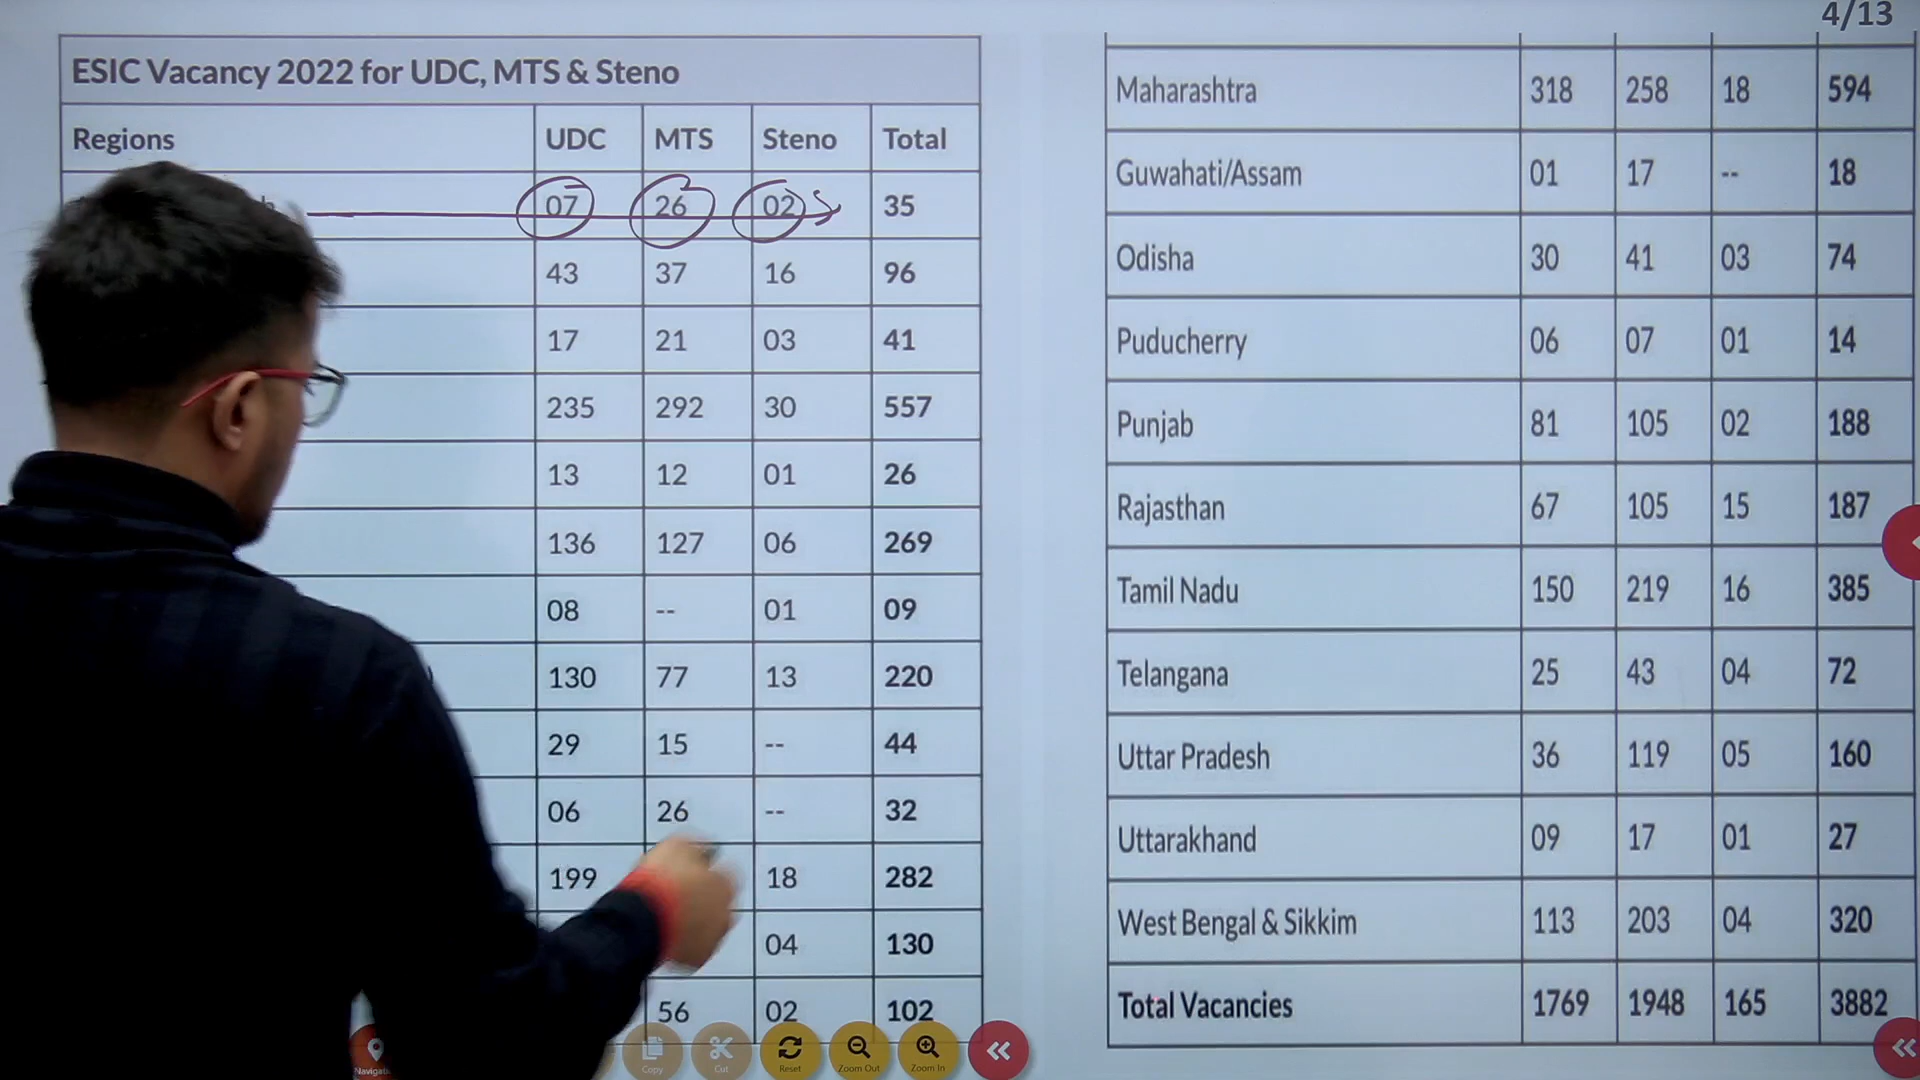 4/13
ESIC Vacancy 2022 for UDC, MTS & Steno
Regions UDC MTS Steno Total
07 26 02 35
43 37 16 96
17 21 03 41
235 292 30 557
13 12 01 26
136 127 06 269
08 -- 01 09
130 77 13 220
29 15 -- 44
06 26 -- 32
199 18 282
04 130
56 02 102
Maharashtra 318 258 18 594
Guwahati/Assam 01 17 -- 18
Odisha 30 41 03 74
Puducherry 06 07 01 14
Punjab 81 105 02 188
Rajasthan 67 105 15 187
Tamil Nadu 150 219 16 385
Telangana 25 43 04 72
Uttar Pradesh 36 119 05 160
Uttarakhand 09 17 01 27
West Bengal & Sikkim 113 203 04 320
Total Vacancies 1769 1948 165 3882
Copy Cut Reset Zoom Out Zoom In